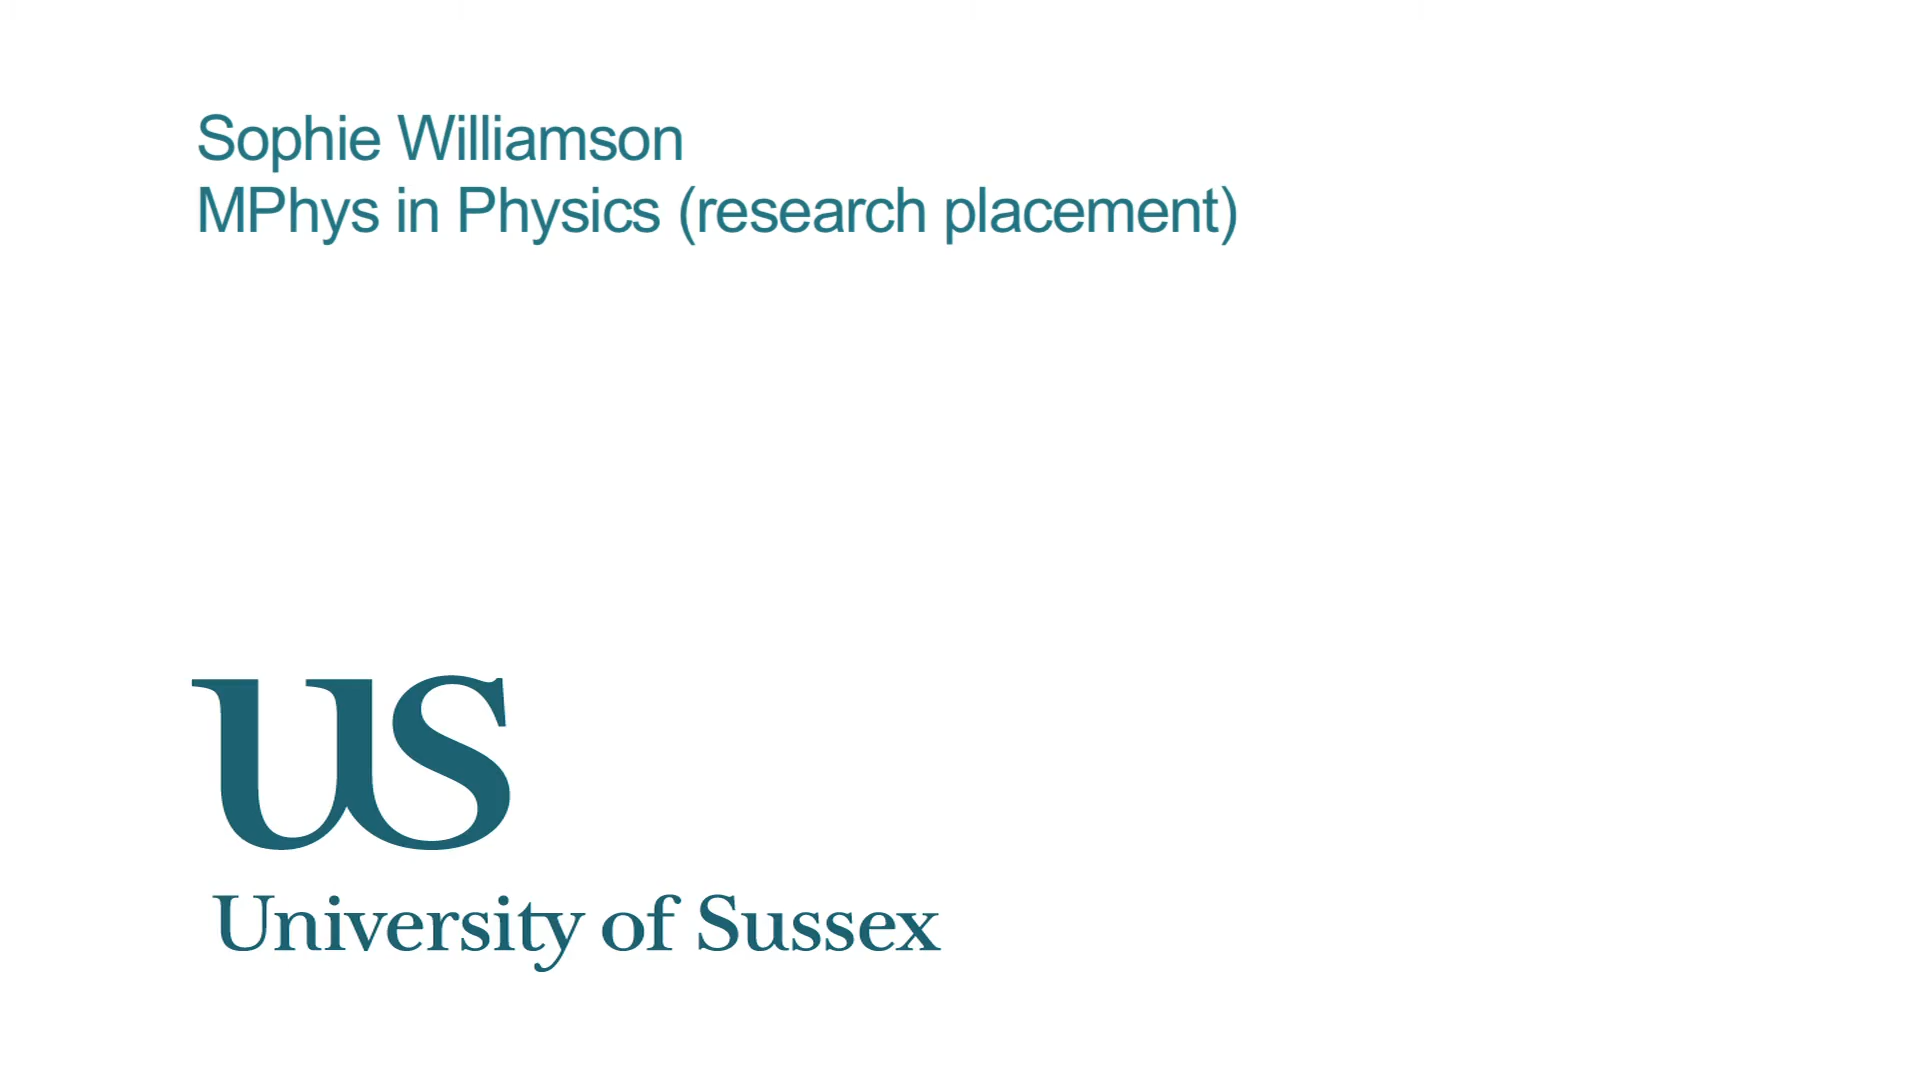 Sophie Williamson
MPhys in Physics (research placement)
us
University of Sussex